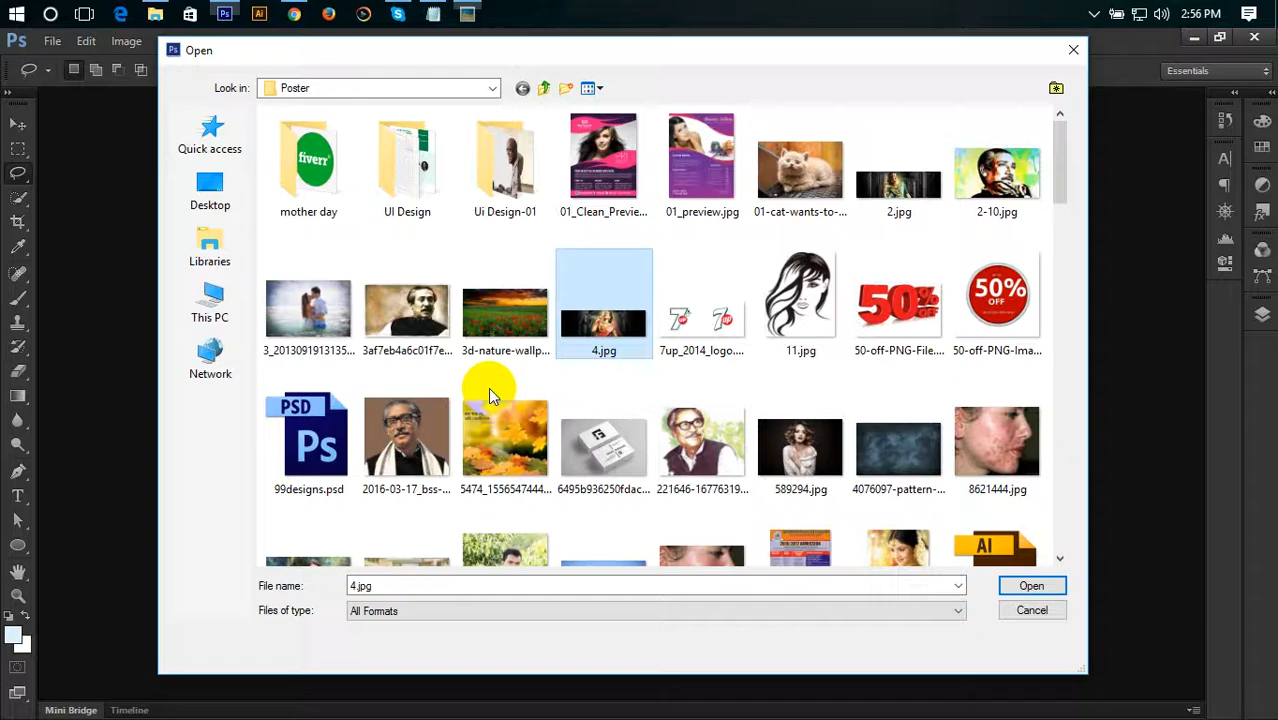 2:56 PM
Ps File Edit Image
Ps Open
Essentials
Look in: Poster
Quick access
Desktop
Libraries
This PC
Network
fiverr
mother day
UI Design
Ui Design-01
01_Clean_Previe...
01_preview.jpg
01-cat-wants-to-...
2.jpg
2-10.jpg
7up 7up
50%
50%
OFF
3_2013091913135...
3af7eb4a6c01f7e...
3d-nature-wallp...
4.jpg
7up_2014_logo....
11.jpg
50-off-PNG-File....
50-off-PNG-Ima...
PSD
Ps
99designs.psd
2016-03-17_bss-...
5474_1556547444...
6495b936250fdac...
221646-16776319...
589294.jpg
4076097-pattern-...
8621444.jpg
AI
File name: 4.jpg
Open
Files of type: All Formats
Cancel
Mini Bridge Timeline